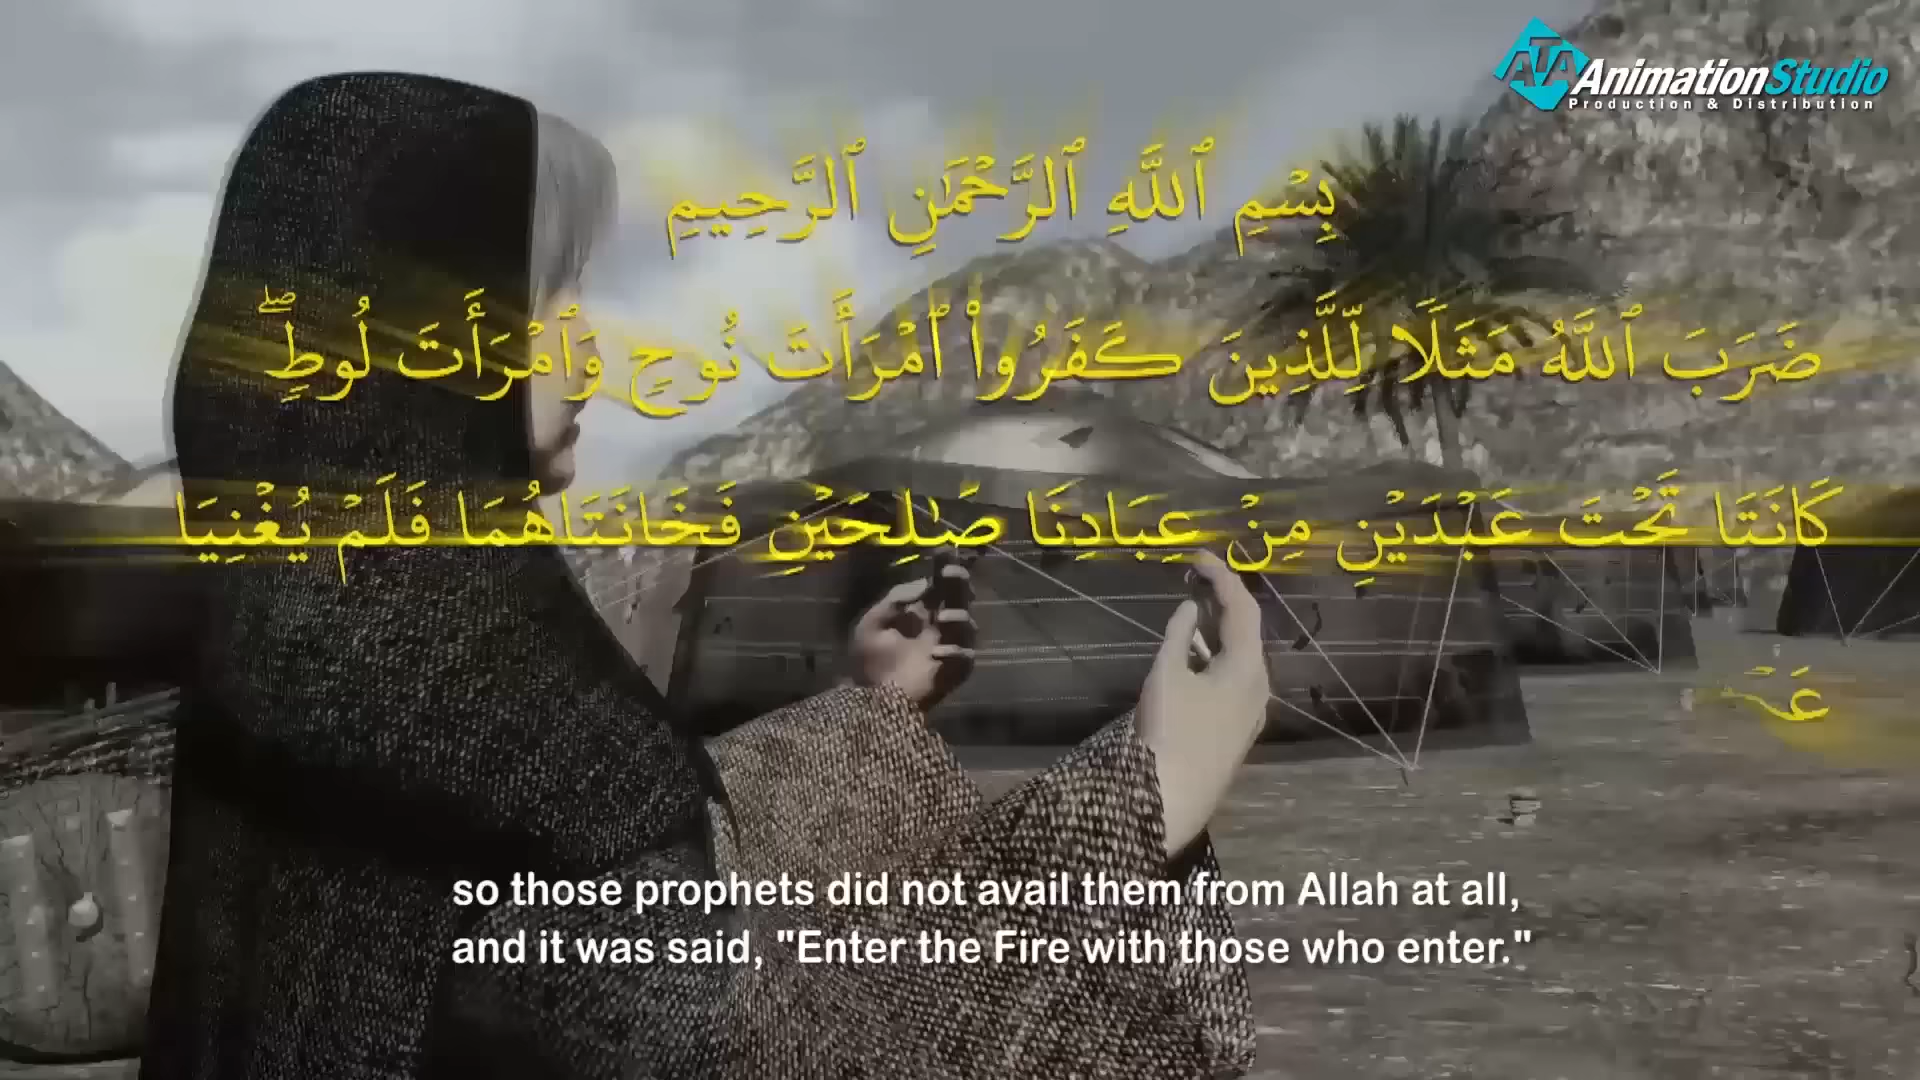 ATA AnimationStudio
Production & Distribution
بِسْمِ ٱللَّهِ ٱلرَّحْمَٰنِ ٱلرَّحِيمِ
ضَرَبَ ٱللَّهُ مَثَلًا لِّلَّذِينَ كَفَرُوا۟ ٱمْرَأَتَ نُوحٍ وَٱمْرَأَتَ لُوطٍ ۖ
كَانَتَا تَحْتَ عَبْدَيْنِ مِنْ عِبَادِنَا صَٰلِحَيْنِ فَخَانَتَاهُمَا فَلَمْ يُغْنِيَا
so those prophets did not avail them from Allah at all,
and it was said, "Enter the Fire with those who enter."